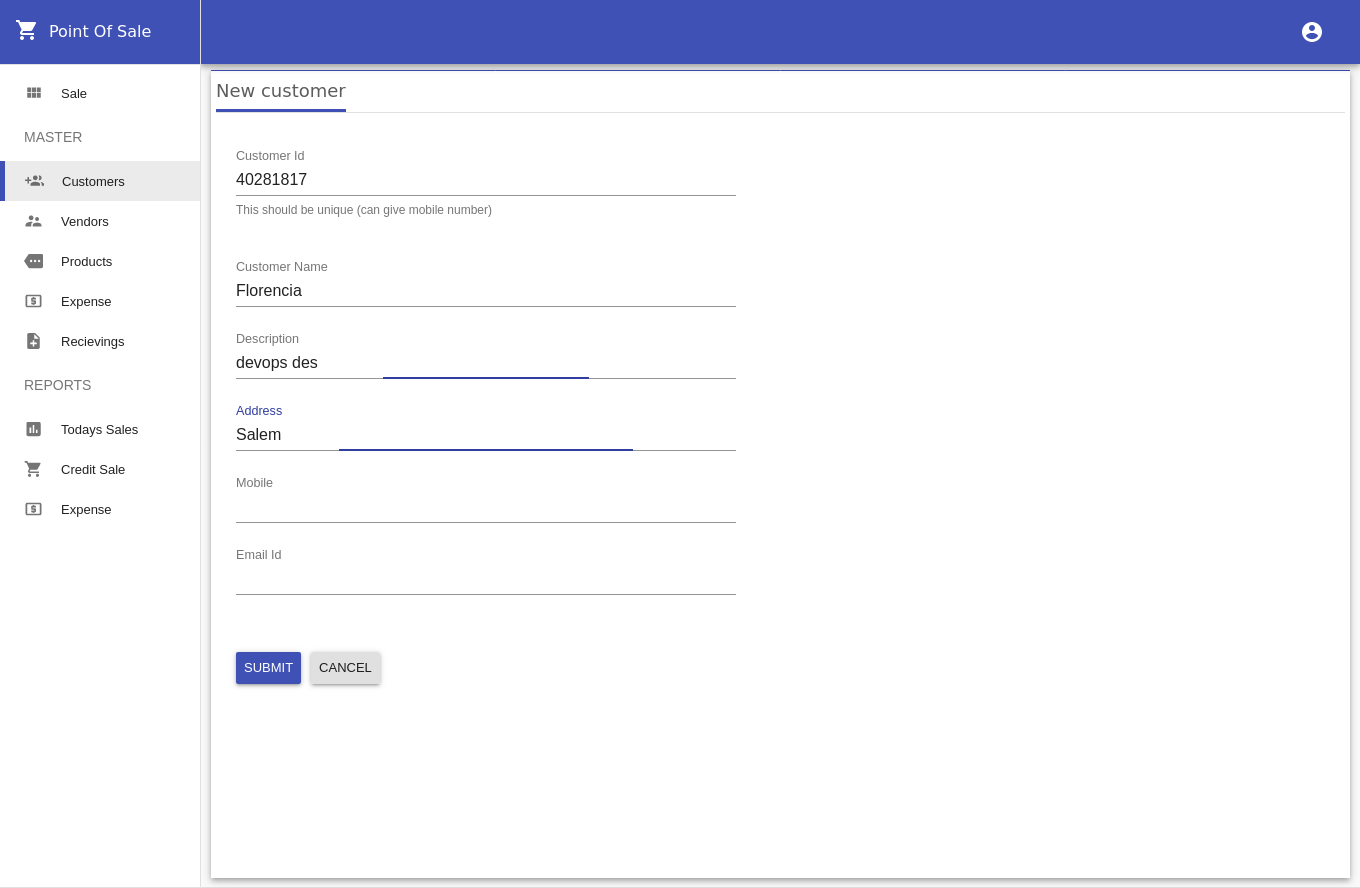 Point Of Sale
Sale
MASTER
Customers
Vendors
Products
Expense
Recievings
REPORTS
Todays Sales
Credit Sale
Expense
New customer
Customer Id
40281817
This should be unique (can give mobile number)
Customer Name
Florencia
Description
devops des
Address
Salem
Mobile
Email Id
SUBMIT CANCEL